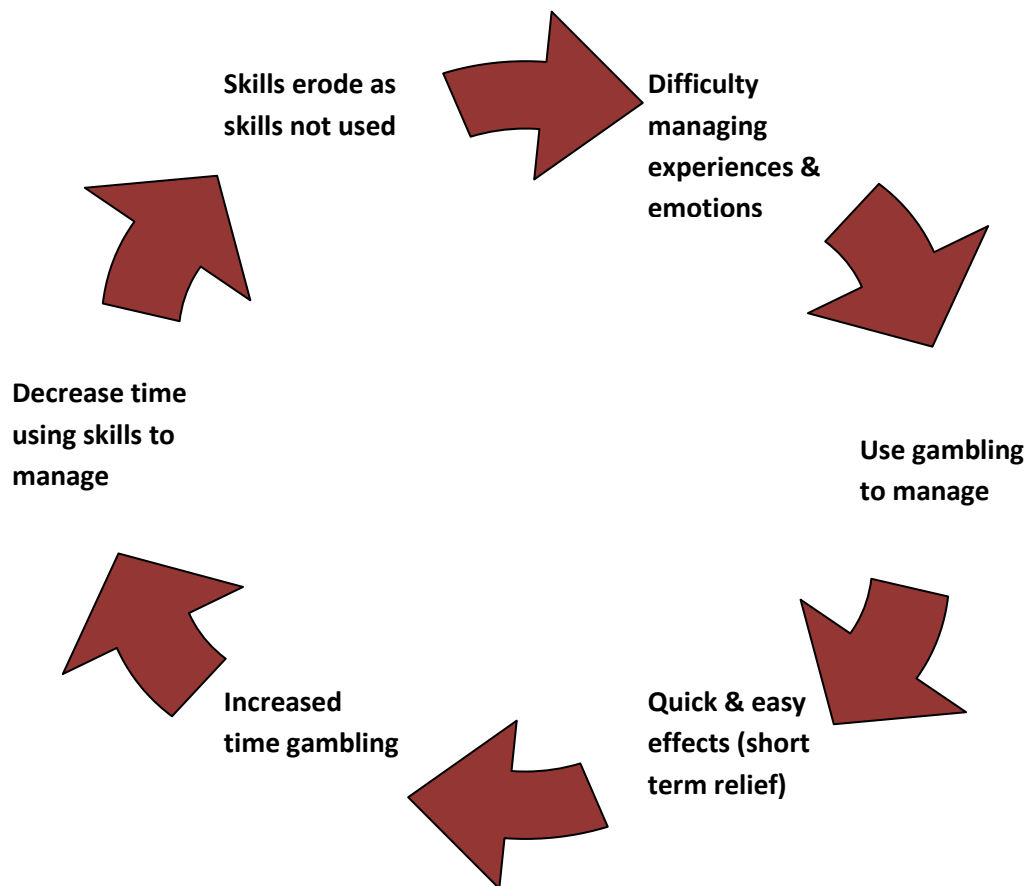 Skills erode as
skills not used
Difficulty
managing
experiences &
emotions
Use gambling
to manage
Quick & easy
effects (short
term relief)
Increased
time gambling
Decrease time
using skills to
manage